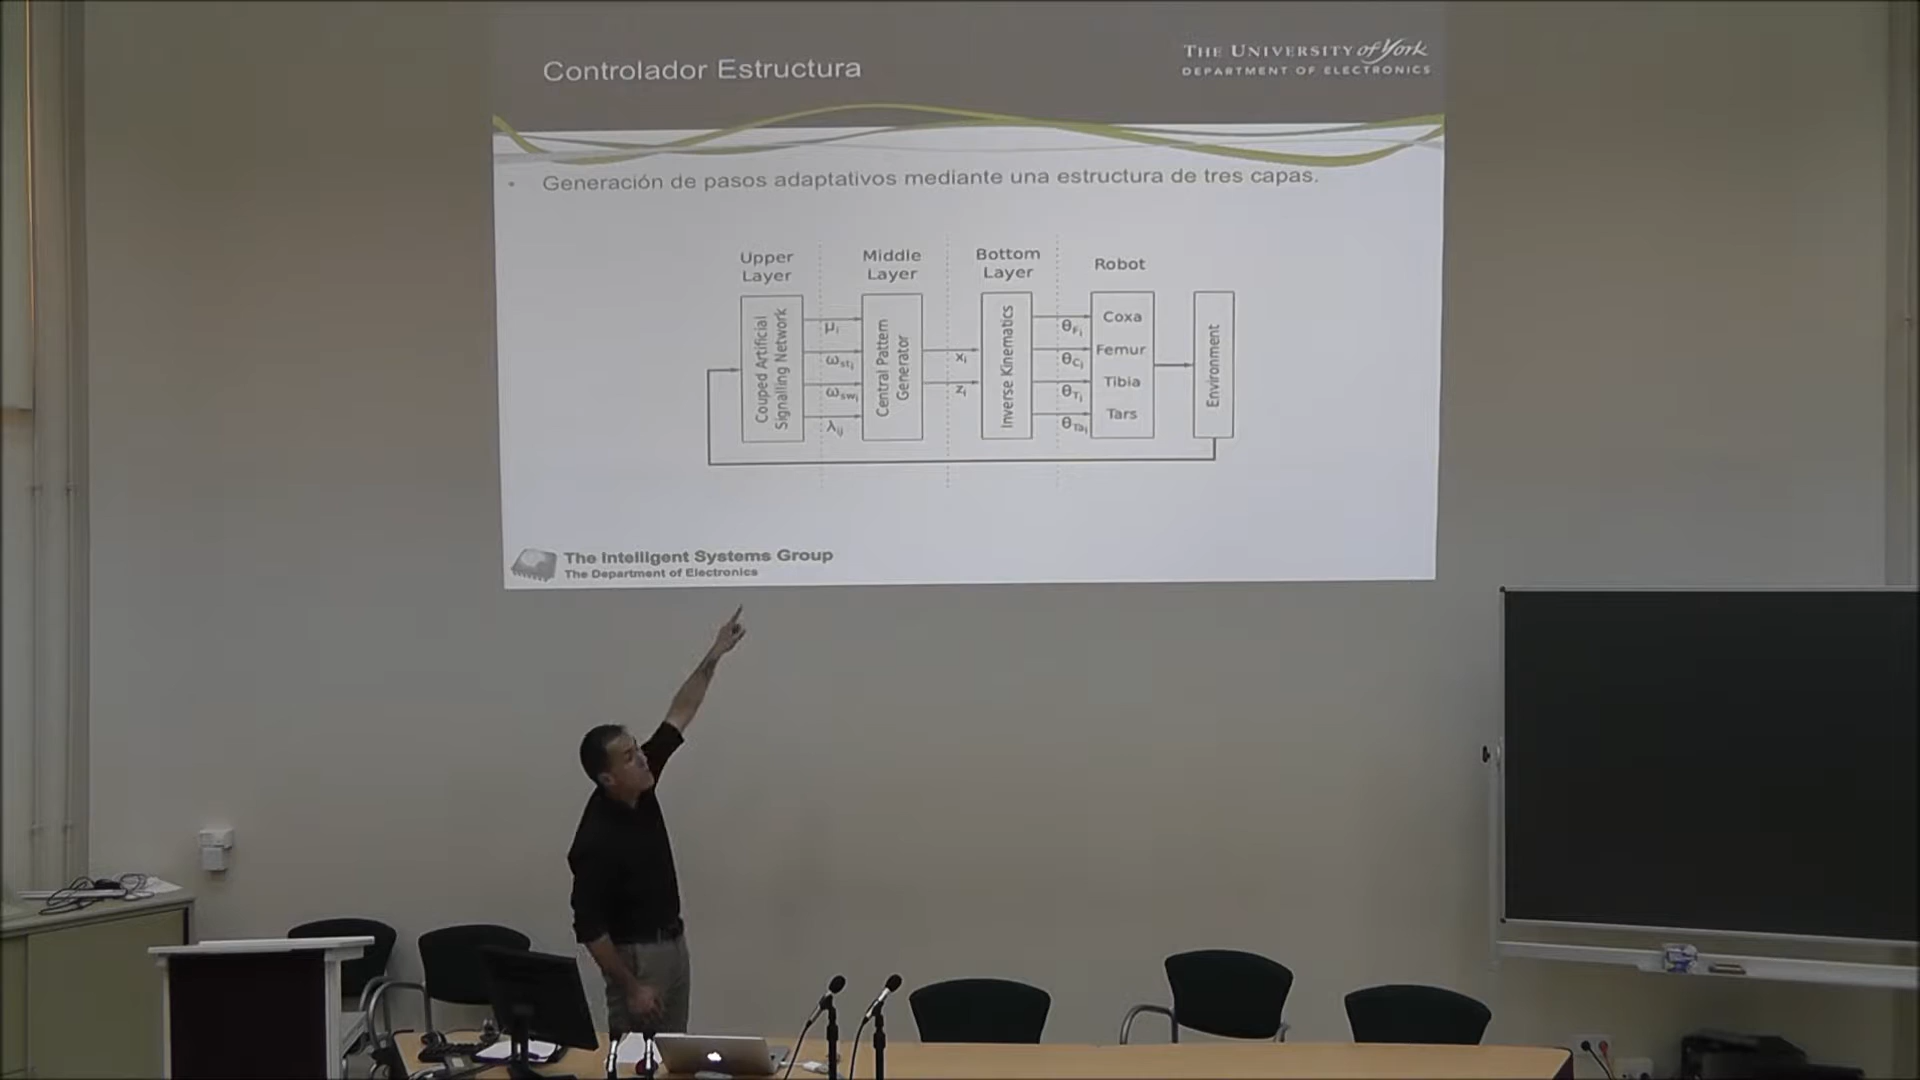 Controlador Estructura
THE UNIVERSITY of York
DEPARTMENT OF ELECTRONICS
• Generación de pasos adaptativos mediante una estructura de tres capas.
Upper
Layer
Middle
Layer
Bottom
Layer
Robot
Couped Artificial
Signalling Network
μi
ωsti
ωswi
λij
Central Pattern
Generator
xi
zi
Inverse Kinematics
θFi
θCi
θTi
θTai
Coxa
Femur
Tibia
Tars
Environment
The Intelligent Systems Group
The Department of Electronics